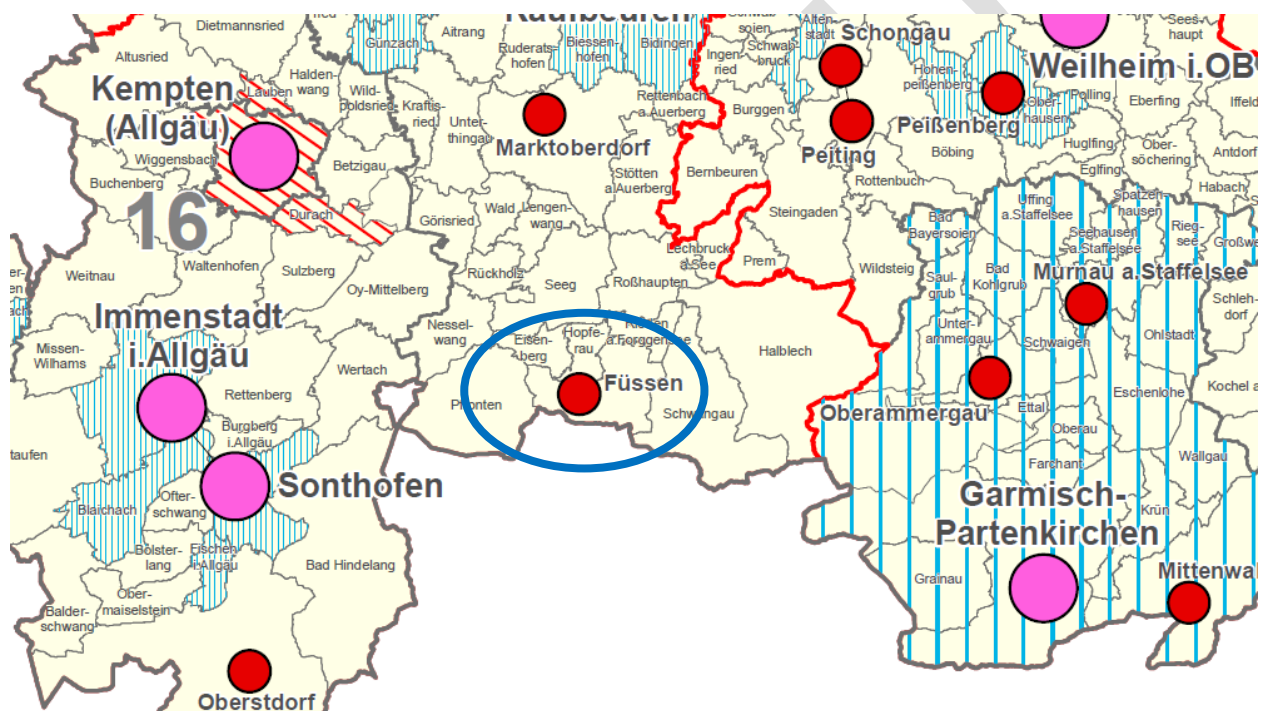 Kaufbeuren
Dietmannsried
Altusried
Kempten
(Allgäu)
Lauben
Halden-
wang
Wild-
poldsried
Kraftis-
ried
Wiggensbach
Buchenberg
Betzigau
Durach
16
Weitnau
Waltenhofen
Sulzberg
Oy-Mittelberg
Günzach
Aitrang
Ruderats-
hofen
Biessen-
hofen
Bidingen
Unter-
thingau
Marktoberdorf
Rettenbach
a.Auerberg
Stötten
a.Auerberg
Görisried
Wald
Lengen-
wang
Rückholz
Seeg
Roßhaupten
Lechbruck
a.See
Nessel-
wang
Eisen-
berg
Hopfe-
rau
Rieden
a.Forggensee
Füssen
Pfronten
Schwangau
Halblech
Schwab-
soien
Alten-
stadt
Ingen-
ried
Schwab-
bruck
Schongau
Burggen
Peiting
Bernbeuren
Steingaden
Prem
Wildsteig
Rottenbuch
Böbing
Hohen-
peißenberg
Peißenberg
Weilheim i.OB
Sees-
haupt
Polling
Ober-
hausen
Eberfing
Iffeld
Huglfing
Ober-
söchering
Antdorf
Eglfing
Habach
Bad
Bayersoien
Uffing
a.Staffelsee
Spatzen-
hausen
Seehausen
a.Staffelsee
Rieg-
see
Großwe
Saul-
grub
Bad
Kohlgrub
Murnau a.Staffelsee
Schleh-
dorf
Unter-
ammergau
Schwaigen
Ohlstadt
Oberammergau
Ettal
Eschenlohe
Kochel a
Oberau
Farchant
Wallgau
Garmisch-
Partenkirchen
Krün
Grainau
Mittenwa
Missen-
Wilhams
Immenstadt
i.Allgäu
Rettenberg
Wertach
Burgberg
i.Allgäu
taufen
Sonthofen
Blaichach
Ofter-
schwang
Bolster-
lang
Fischen
i.Allgäu
Bad Hindelang
Ober-
maiselstein
Balder-
schwang
Oberstdorf